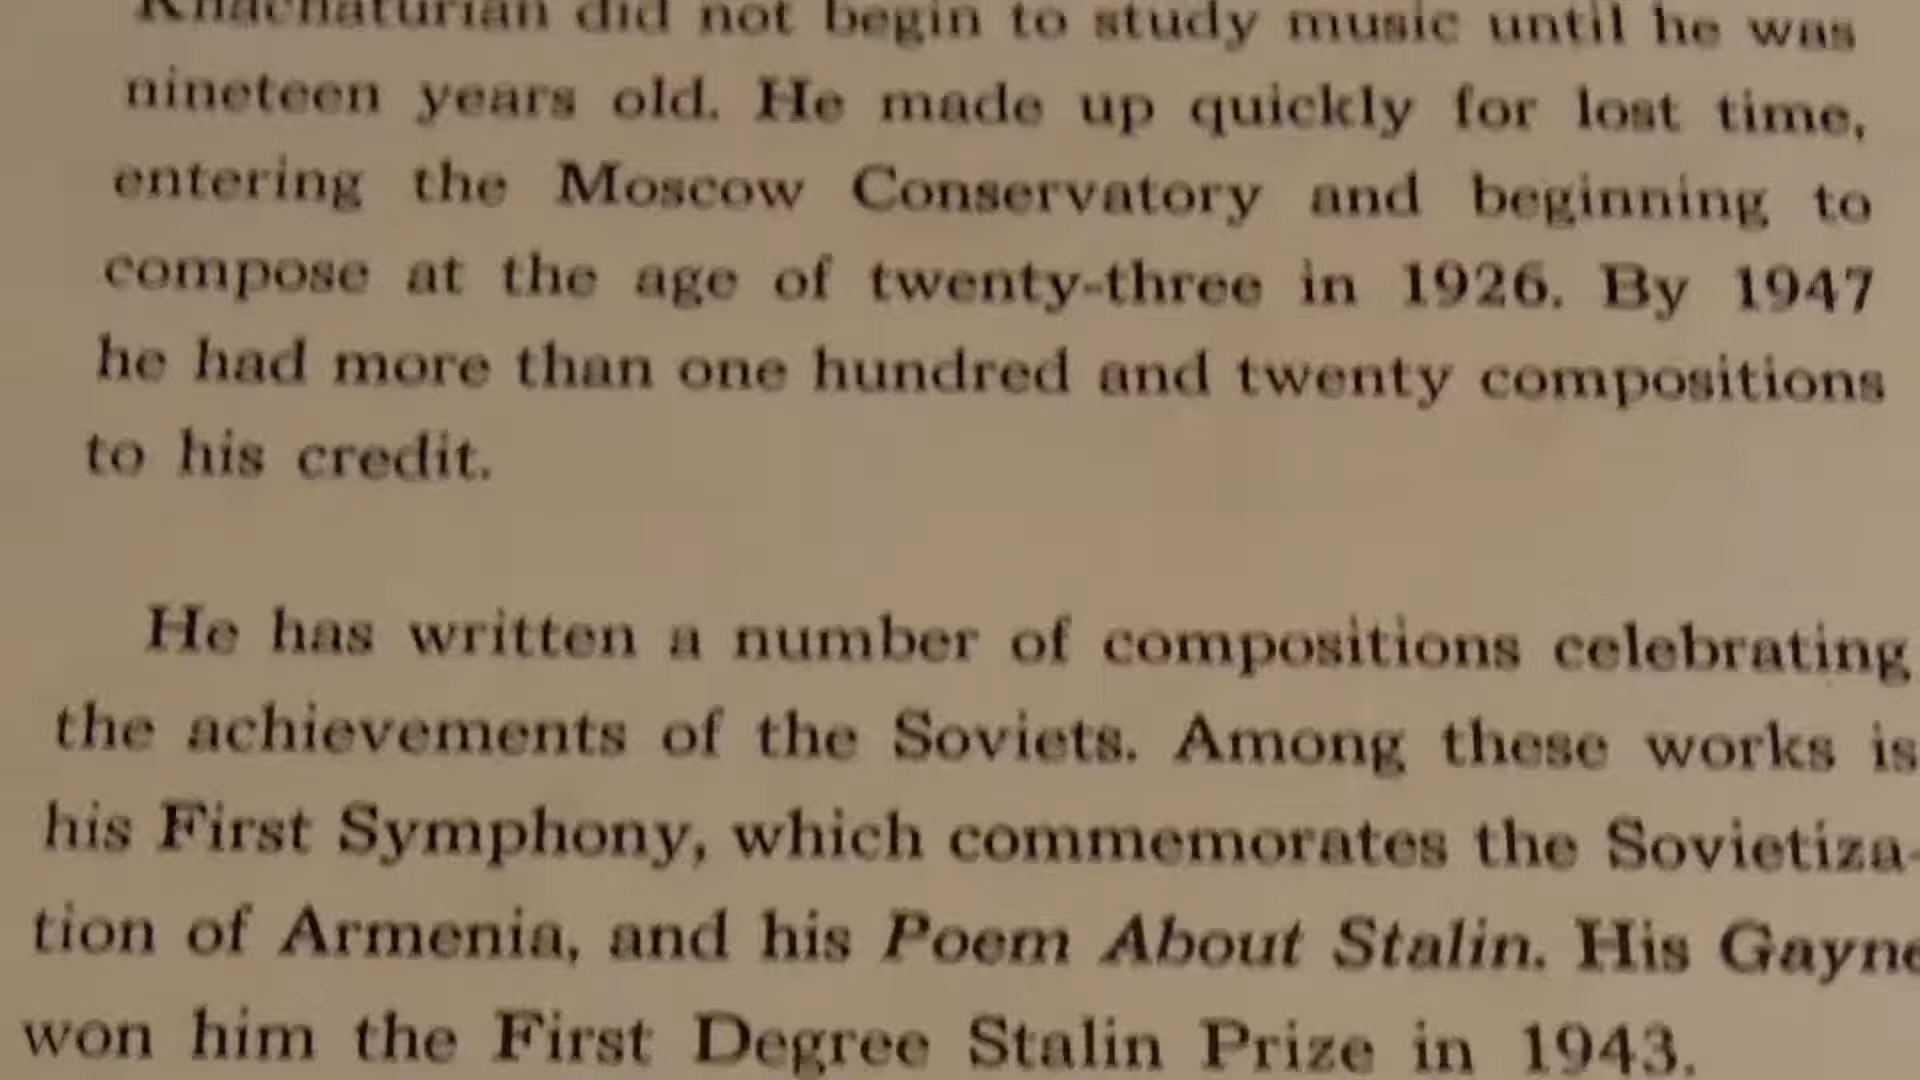 Khachaturian did not begin to study music until he was
nineteen years old. He made up quickly for lost time,
entering the Moscow Conservatory and beginning to
compose at the age of twenty-three in 1926. By 1947
he had more than one hundred and twenty compositions
to his credit.
He has written a number of compositions celebrating
the achievements of the Soviets. Among these works is
his First Symphony, which commemorates the Sovietiza-
tion of Armenia, and his Poem About Stalin. His Gayne
won him the First Degree Stalin Prize in 1943.